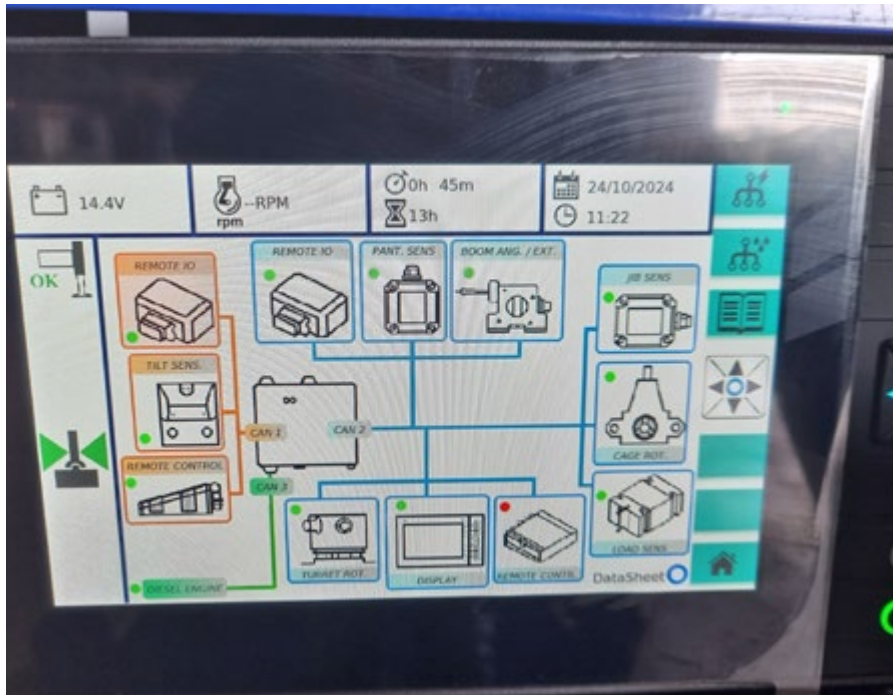 14.4V
--RPM
rpm
0h 45m
13h
24/10/2024
11:22
OK
REMOTE IO
REMOTE IO
PANT. SENS
BOOM ANG. / EXT.
JIB SENS
TILT SENS.
CAN 1
CAN 2
CAGE ROT.
REMOTE CONTROL
CAN 3
TURRET ROT.
DISPLAY
REMOTE CONTR.
LOAD SENS
DIESEL ENGINE
DataSheet